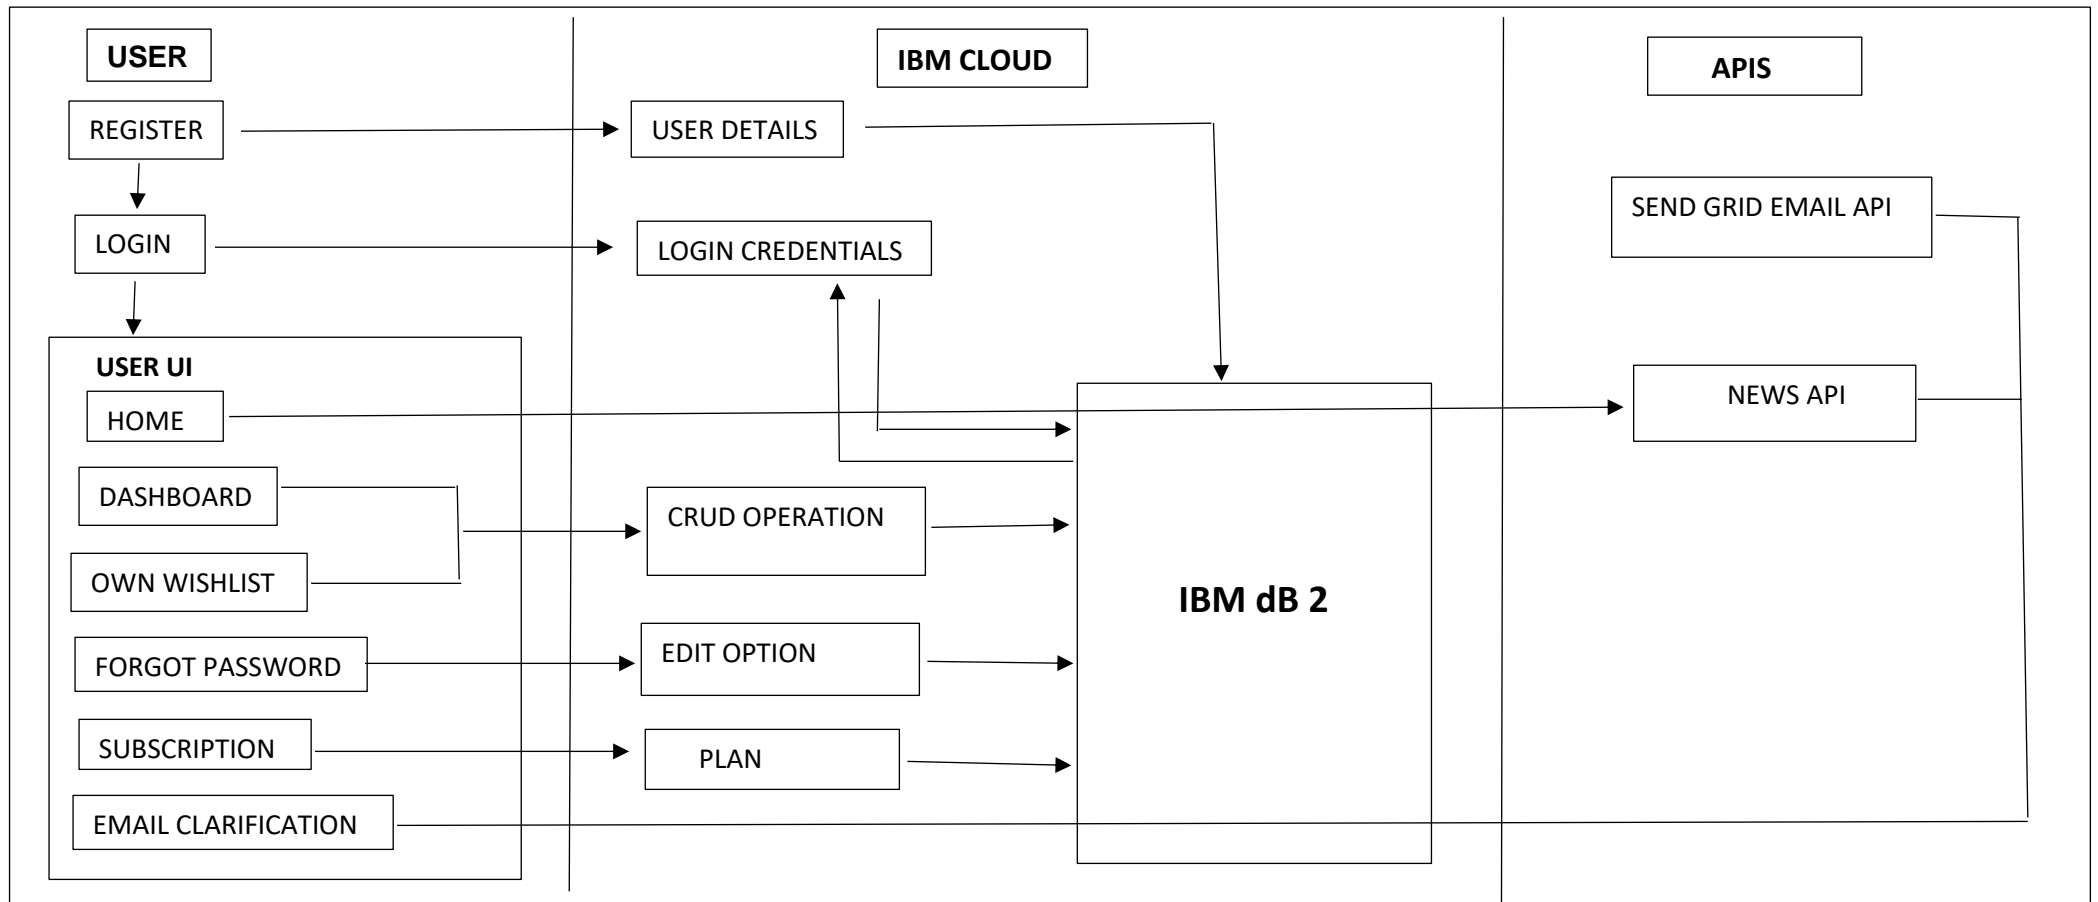 USER
IBM CLOUD
APIS
REGISTER
USER DETAILS
SEND GRID EMAIL API
LOGIN
LOGIN CREDENTIALS
USER UI
HOME
NEWS API
DASHBOARD
CRUD OPERATION
OWN WISHLIST
IBM dB 2
FORGOT PASSWORD
EDIT OPTION
SUBSCRIPTION
PLAN
EMAIL CLARIFICATION